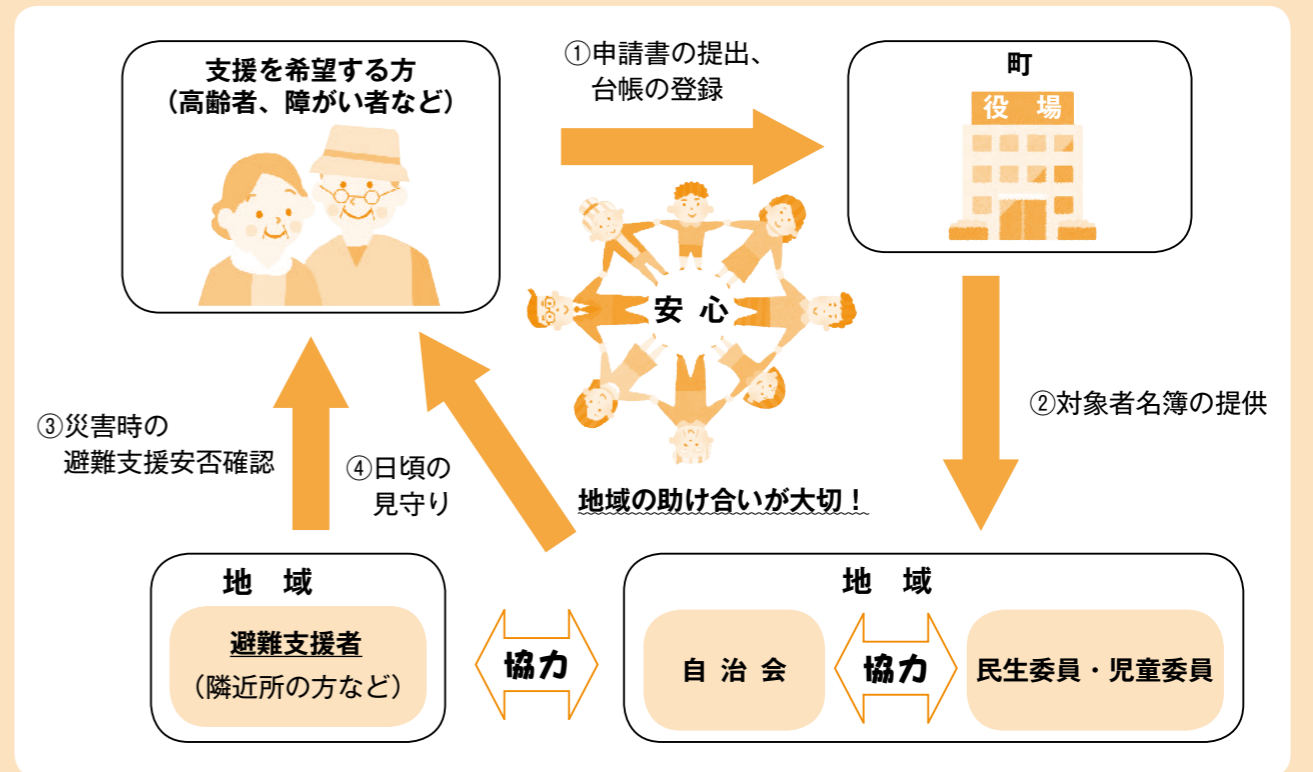 支援を希望する方
（高齢者、障がい者など）
①申請書の提出、
台帳の登録
町
役 場
安 心
②対象者名簿の提供
③災害時の
避難支援安否確認
④日頃の
見守り
地域の助け合いが大切！
地 域
避難支援者
（隣近所の方など）
協力
地 域
自 治 会
協力
民生委員・児童委員